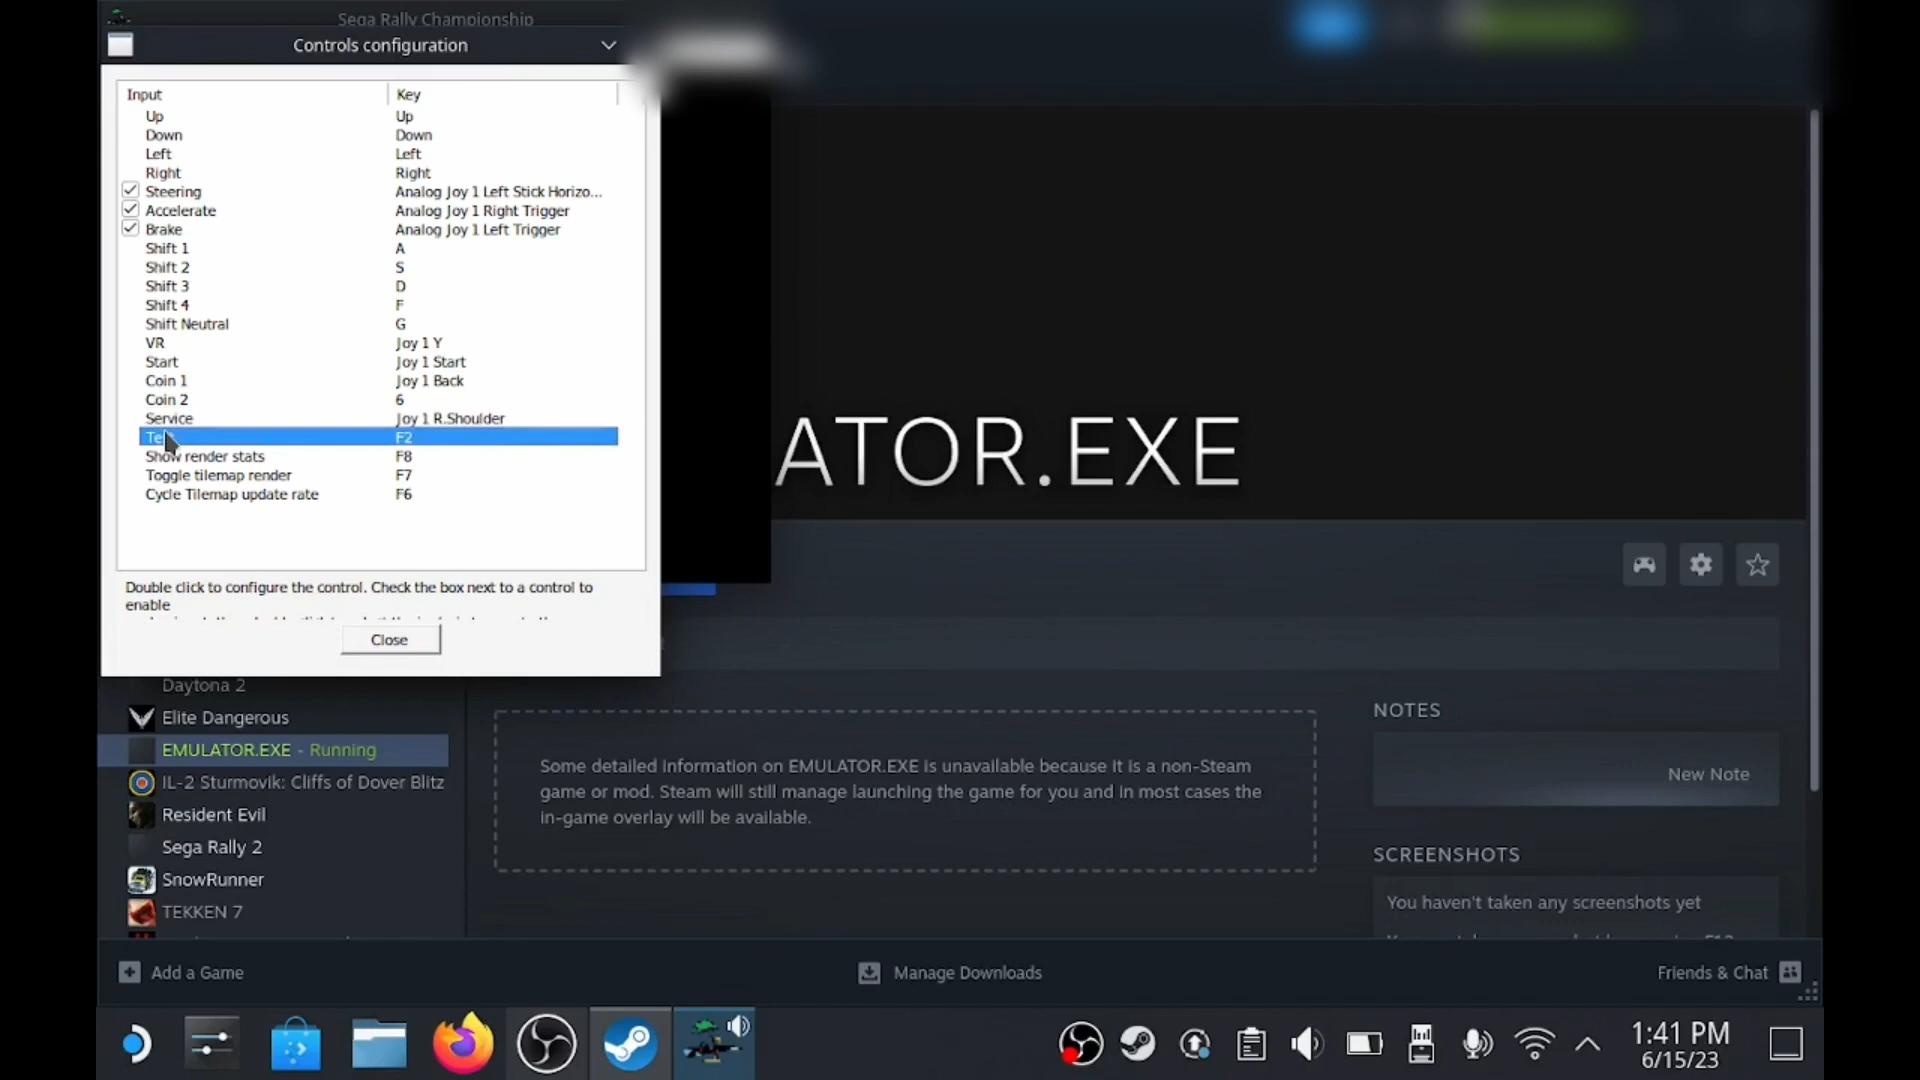 Sega Rally Championship
Controls configuration
Input Key
Up Up
Down Down
Left Left
Right Right
Steering Analog Joy 1 Left Stick Horizo...
Accelerate Analog Joy 1 Right Trigger
Brake Analog Joy 1 Left Trigger
Shift 1 A
Shift 2 S
Shift 3 D
Shift 4 F
Shift Neutral G
VR Joy 1 Y
Start Joy 1 Start
Coin 1 Joy 1 Back
Coin 2 6
Service Joy 1 R.Shoulder
F2
Show render stats F8
Toggle tilemap render F7
Cycle Tilemap update rate F6
Double click to configure the control. Check the box next to a control to
enable
Close
ATOR.EXE
Daytona 2
Elite Dangerous
EMULATOR.EXE - Running
IL-2 Sturmovik: Cliffs of Dover Blitz
Resident Evil
Sega Rally 2
SnowRunner
TEKKEN 7
Some detailed information on EMULATOR.EXE is unavailable because it is a non-Steam
game or mod. Steam will still manage launching the game for you and in most cases the
in-game overlay will be available.
NOTES
New Note
SCREENSHOTS
You haven't taken any screenshots yet
Add a Game
Manage Downloads
Friends & Chat
1:41 PM
6/15/23